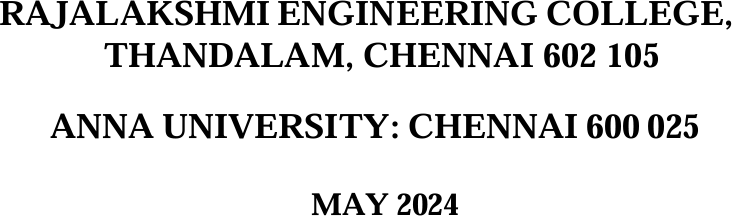 RAJALAKSHMI ENGINEERING COLLEGE,
THANDALAM, CHENNAI 602 105
ANNA UNIVERSITY: CHENNAI 600 025
MAY 2024